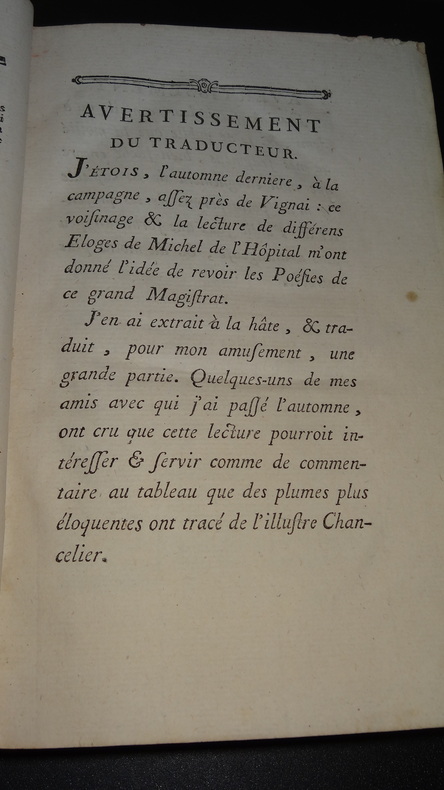 AVERTISSEMENT
DU TRADUCTEUR.
J'ÉTOIS, l'automne derniere, à la
campagne, aſſez près de Vignai : ce
voiſinage & la lecture de différens
Eloges de Michel de l'Hôpital m'ont
donné l'idée de revoir les Poéſies de
ce grand Magiſtrat.
J'en ai extrait à la hâte, & tra-
duit, pour mon amuſement, une
grande partie. Quelques-uns de mes
amis avec qui j'ai paſſé l'automne,
ont cru que cette lecture pourroit in-
téreſſer & ſervir comme de commen-
taire au tableau que des plumes plus
éloquentes ont tracé de l'illuſtre Chan-
celier.